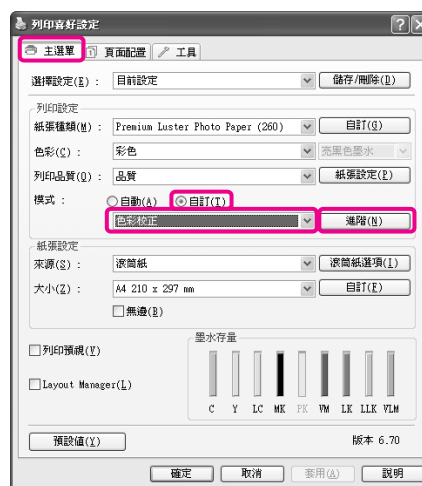 列印喜好設定
主選單 頁面配置 工具
選擇設定(E) : 目前設定 儲存/刪除(D)
列印設定
紙張種類(M) : Premium Luster Photo Paper (260) 自訂(G)
色彩(C) : 彩色 亮黑色墨水
列印品質(Q) : 品質 紙張設定(P)
模式 : 自動(A) 自訂(T)
色彩校正 進階(N)
紙張設定
來源(S) : 滾筒紙 滾筒紙選項(I)
大小(Z) : A4 210 x 297 mm 自訂(F)
無邊(B)
列印預視(V)
Layout Manager(L)
墨水存量
C Y LC MK PK VM LK LLK VLM
預設值(Y) 版本 6.70
確定 取消 套用(A) 說明